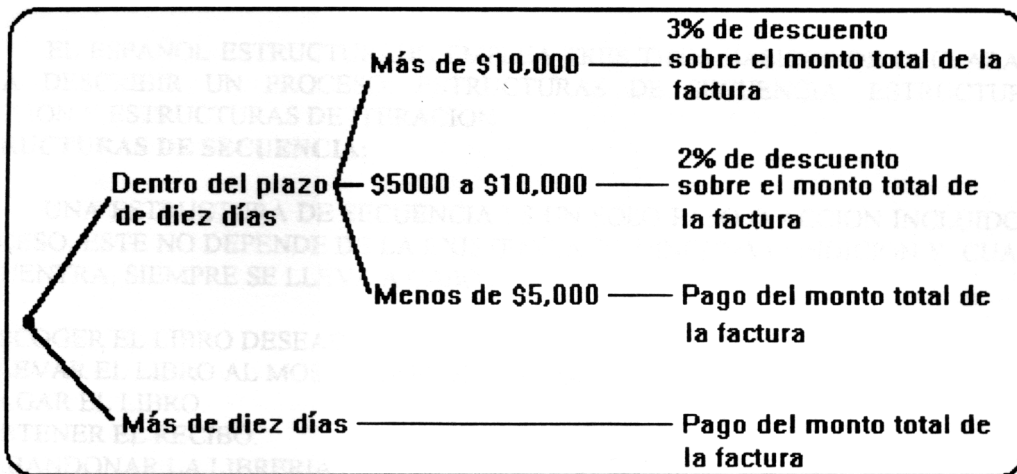 Más de $10,000
3% de descuento
sobre el monto total de la
factura
Dentro del plazo
de diez días
$5000 a $10,000
2% de descuento
sobre el monto total de
la factura
Menos de $5,000
Pago del monto total de
la factura
Más de diez días
Pago del monto total de
la factura